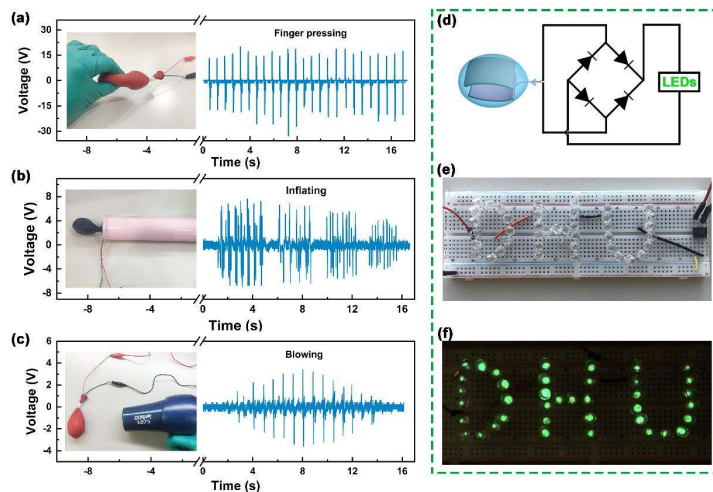 (a)
Voltage (V)
30
15
0
-15
-30
Finger pressing
-8
-4
0
4
8
12
16
Time (s)
(b)
Voltage (V)
8
4
0
-4
-8
Inflating
-8
-4
0
4
8
12
16
Time (s)
(c)
Voltage (V)
6
4
2
0
-2
-4
Blowing
-8
-4
0
4
8
12
16
Time (s)
(d)
LEDs
(e)
(f)
DHU